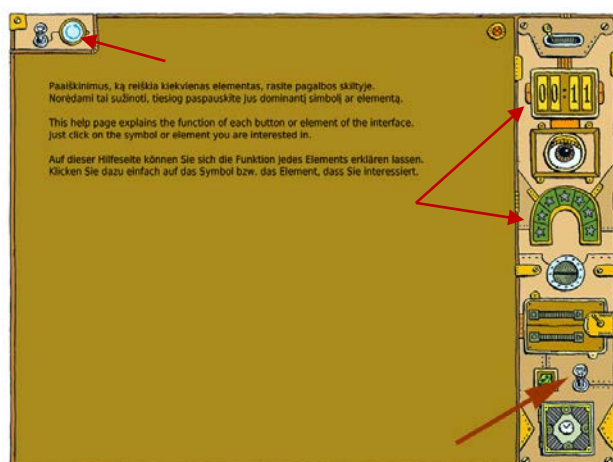 00:11
Paaiškinimus, ką reiškia kiekvienas elementas, rasite pagalbos skiltyje.
Norėdami tai sužinoti, tiesiog paspauskite jus dominantį simbolį ar elementą.
This help page explains the function of each button or element of the interface.
Just click on the symbol or element you are interested in.
Auf dieser Hilfeseite können Sie sich die Funktion jedes Elements erklären lassen.
Klicken Sie dazu einfach auf das Symbol bzw. das Element, dass Sie interessiert.